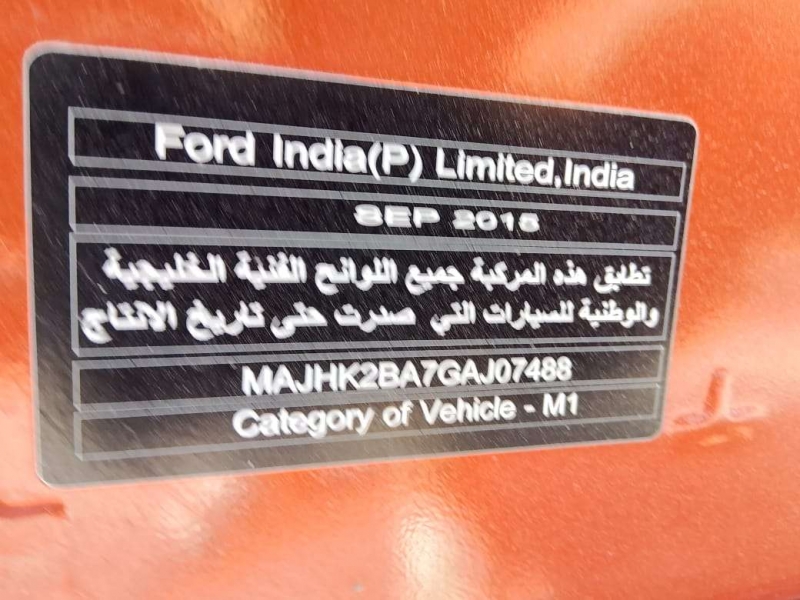 Ford India(P) Limited,India
SEP 2015
تطابق هذه المركبة جميع اللوائح الفنية الخليجية
والوطنية للسيارات التي صدرت حتى تاريخ الانتاج
MAJHK2BA7GAJ07488
Category of Vehicle - M1